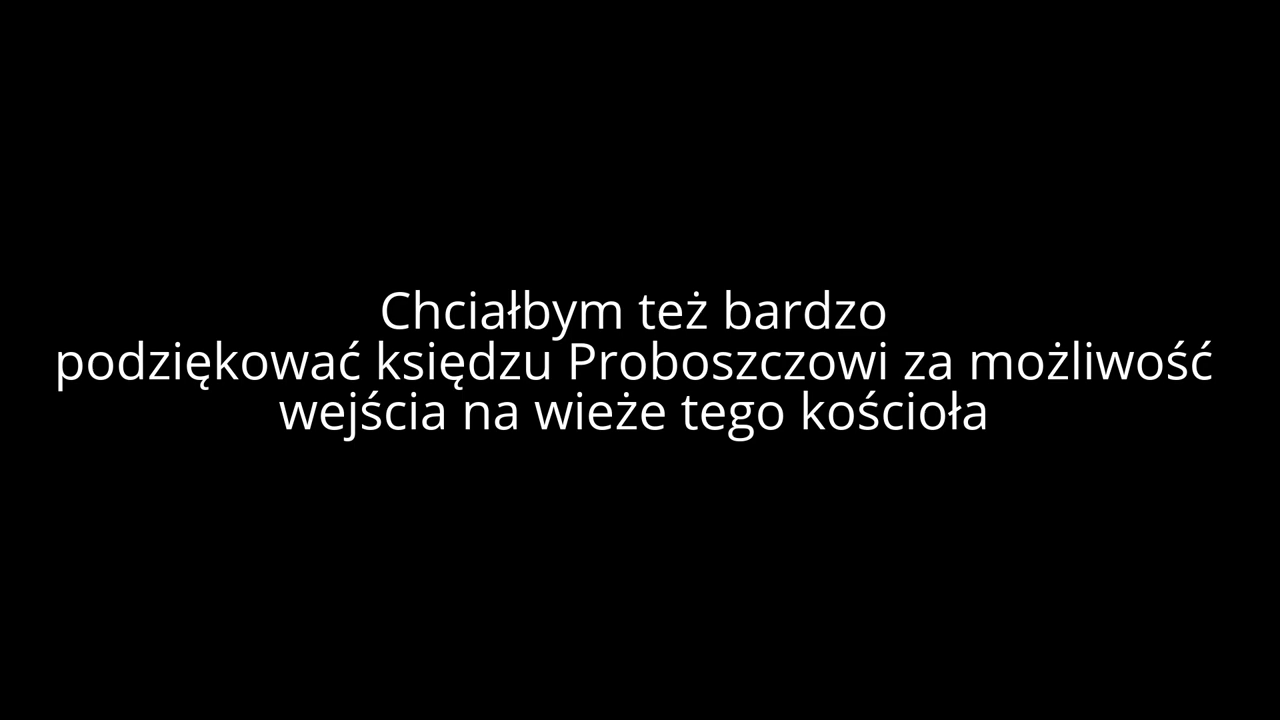 Chciałbym też bardzo
podziękować księdzu Proboszczowi za możliwość
wejścia na wieże tego kościoła